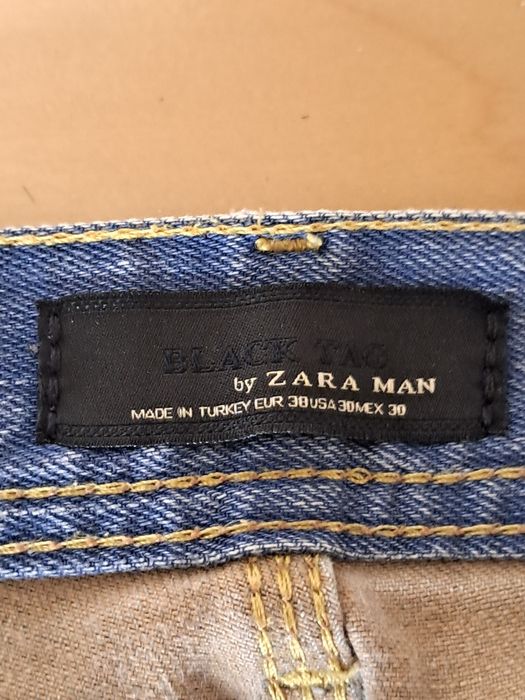 BLACK TAG
by ZARA MAN
MADE IN TURKEY EUR 38 USA 30 MEX 30